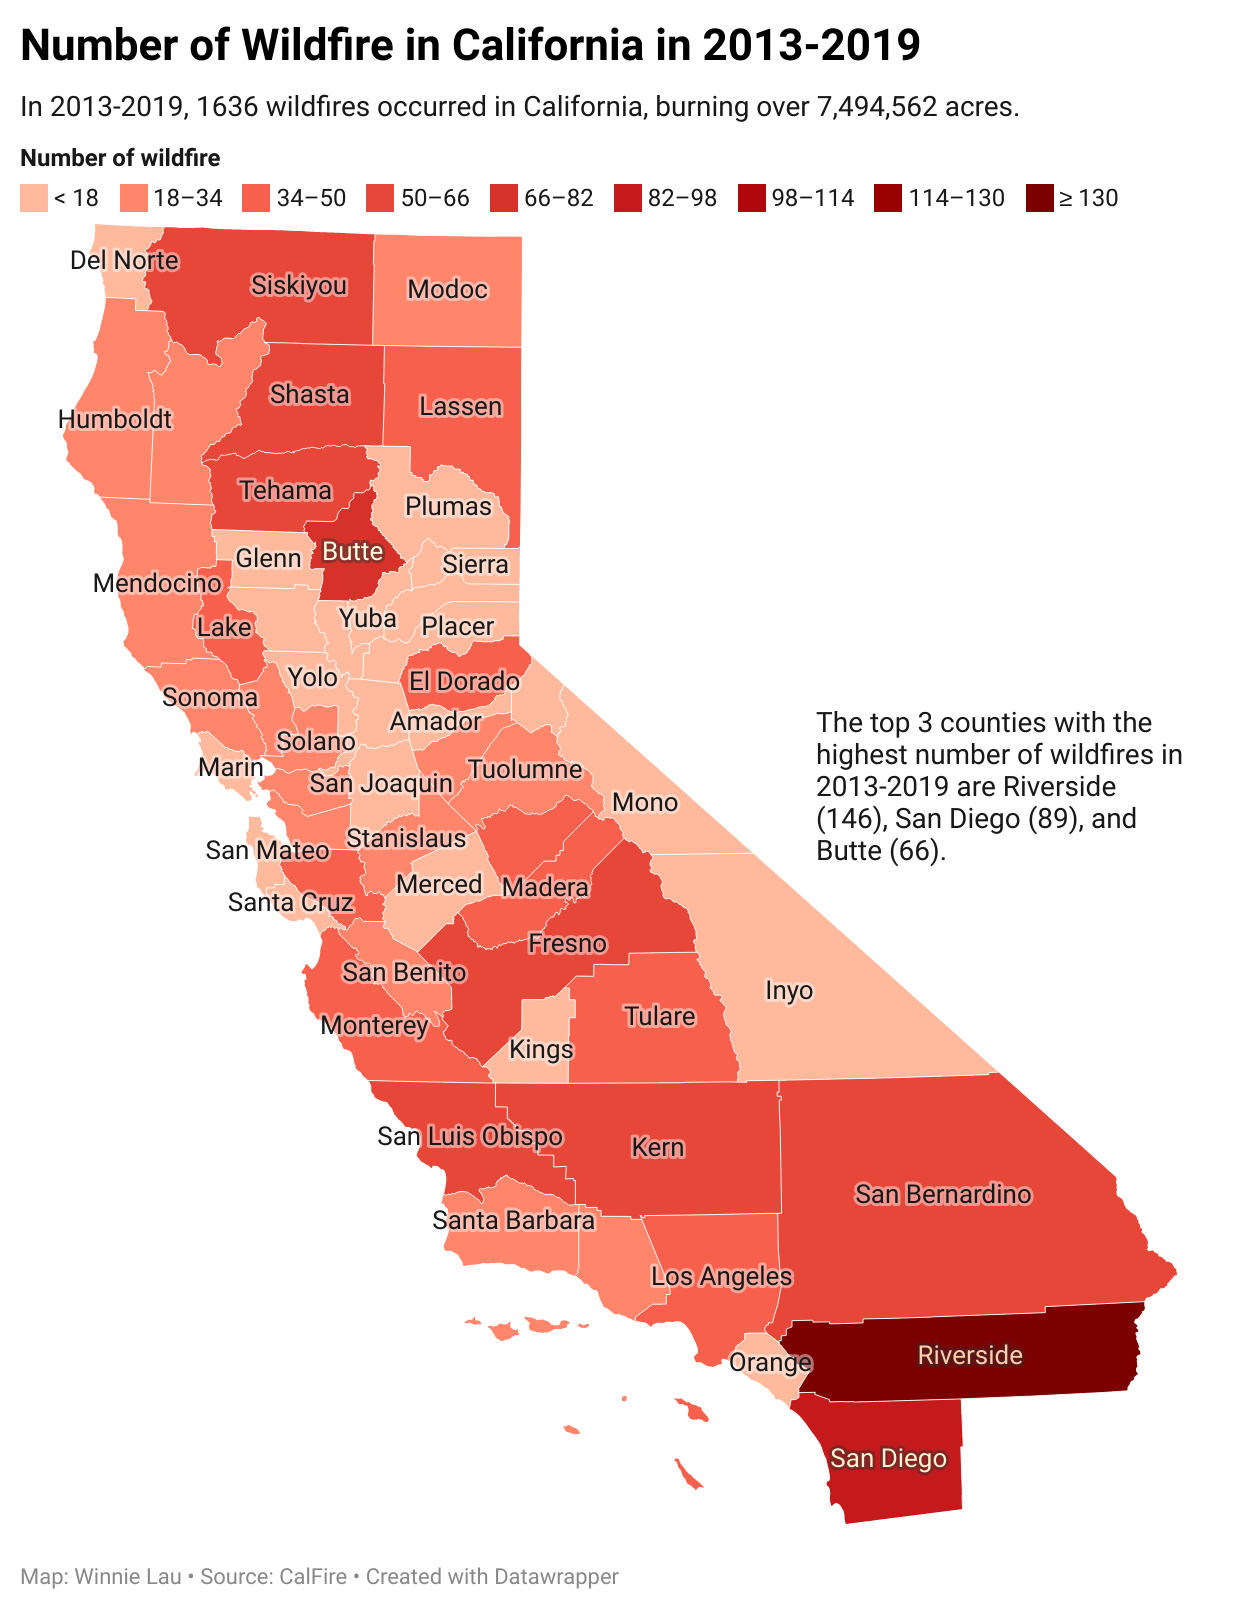 Number of Wildfire in California in 2013-2019
In 2013-2019, 1636 wildfires occurred in California, burning over 7,494,562 acres.
Number of wildfire
< 18
18–34
34–50
50–66
66–82
82–98
98–114
114–130
≥ 130
Del Norte
Siskiyou
Modoc
Shasta
Lassen
Humboldt
Tehama
Plumas
Butte
Glenn
Sierra
Mendocino
Yuba
Placer
Lake
Yolo
El Dorado
Sonoma
Amador
Solano
Marin
Tuolumne
San Joaquin
Mono
Stanislaus
San Mateo
Merced
Madera
Santa Cruz
Fresno
San Benito
Inyo
Tulare
Monterey
Kings
San Luis Obispo
Kern
San Bernardino
Santa Barbara
Los Angeles
Orange
Riverside
San Diego
The top 3 counties with the
highest number of wildfires in
2013-2019 are Riverside
(146), San Diego (89), and
Butte (66).
Map: Winnie Lau • Source: CalFire • Created with Datawrapper